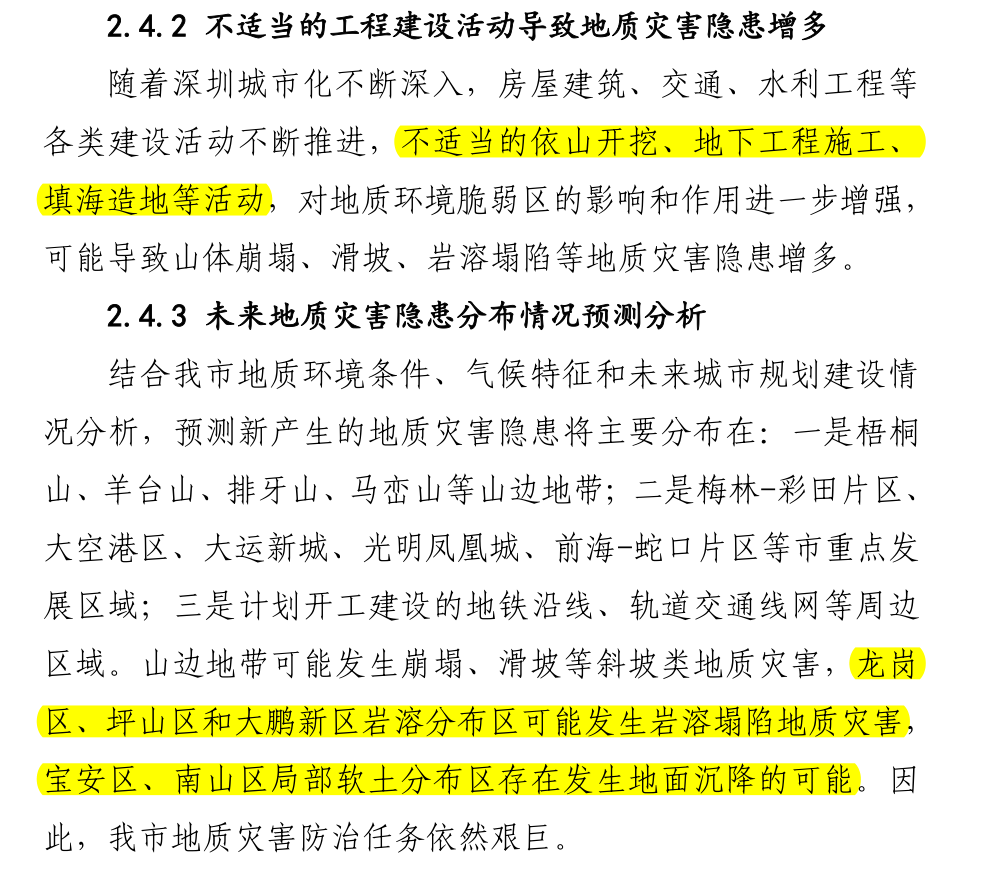 2.4.2 不适当的工程建设活动导致地质灾害隐患增多
随着深圳城市化不断深入，房屋建筑、交通、水利工程等
各类建设活动不断推进，不适当的依山开挖、地下工程施工、
填海造地等活动，对地质环境脆弱区的影响和作用进一步增强，
可能导致山体崩塌、滑坡、岩溶塌陷等地质灾害隐患增多。
2.4.3 未来地质灾害隐患分布情况预测分析
结合我市地质环境条件、气候特征和未来城市规划建设情
况分析，预测新产生的地质灾害隐患将主要分布在：一是梧桐
山、羊台山、排牙山、马峦山等山边地带；二是梅林-彩田片区、
大空港区、大运新城、光明凤凰城、前海-蛇口片区等市重点发
展区域；三是计划开工建设的地铁沿线、轨道交通线网等周边
区域。山边地带可能发生崩塌、滑坡等斜坡类地质灾害，龙岗
区、坪山区和大鹏新区岩溶分布区可能发生岩溶塌陷地质灾害，
宝安区、南山区局部软土分布区存在发生地面沉降的可能。因
此，我市地质灾害防治任务依然艰巨。